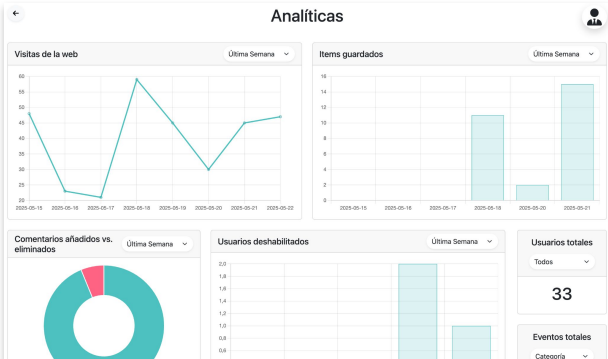 Analíticas
Visitas de la web
Última Semana
60
55
50
45
40
35
30
25
20
2025-05-15 2025-05-16 2025-05-17 2025-05-18 2025-05-19 2025-05-20 2025-05-21 2025-05-22
Items guardados
Última Semana
16
14
12
10
8
6
4
2
0
2025-05-15 2025-05-16 2025-05-17 2025-05-18 2025-05-20 2025-05-21
Comentarios añadidos vs.
eliminados
Última Semana
Usuarios deshabilitados
Última Semana
2,0
1,8
1,6
1,4
1,2
1,0
0,8
0,6
Usuarios totales
Todos
33
Eventos totales
Categoría